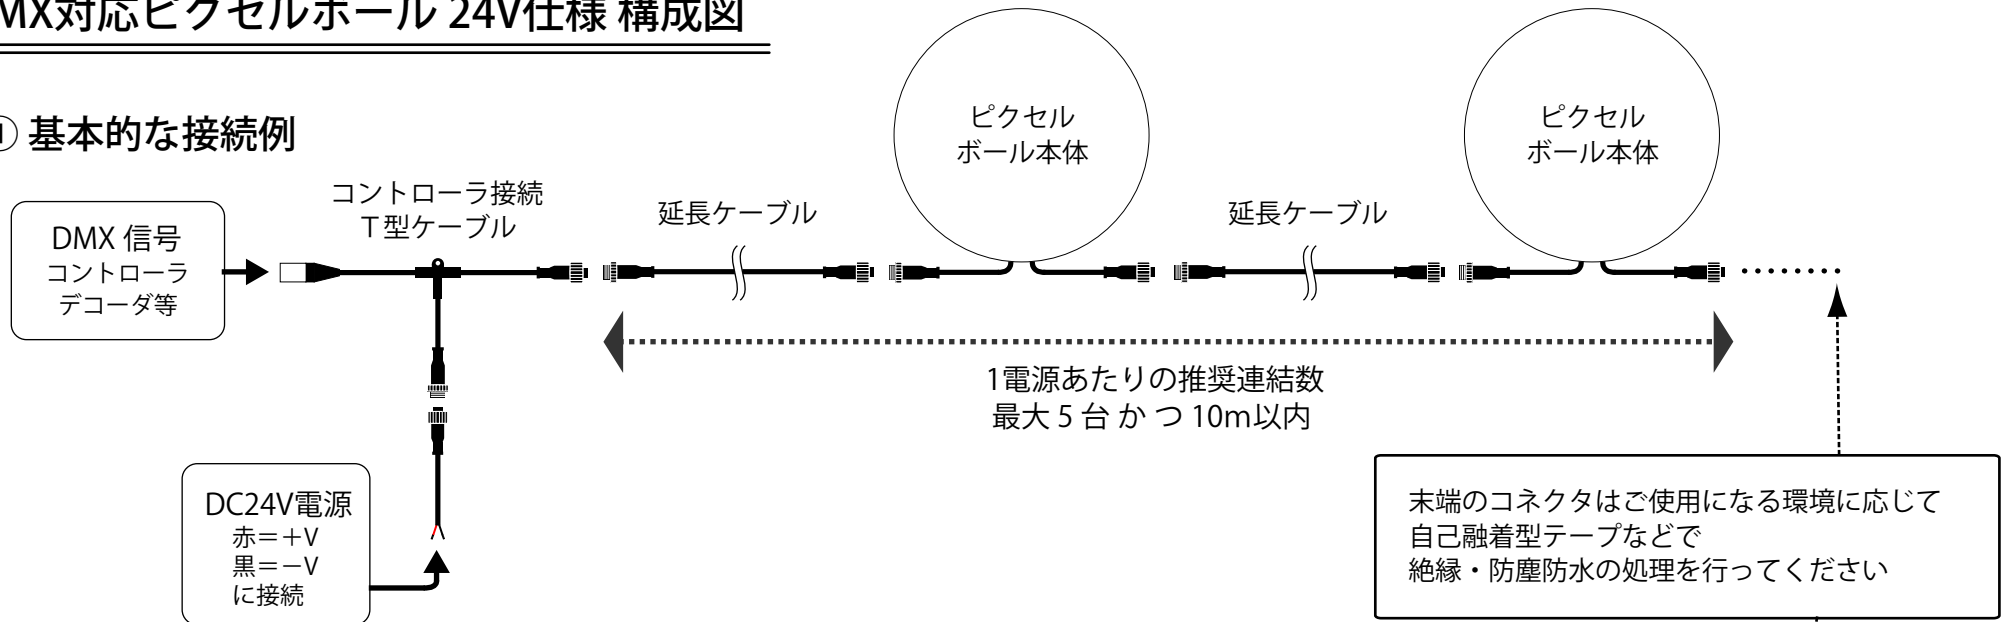 MX対応ピクセルボール 24V仕様 構成図
① 基本的な接続例
DMX 信号
コントローラ
デコーダ等
コントローラ接続
T型ケーブル
延長ケーブル
ピクセル
ボール本体
延長ケーブル
ピクセル
ボール本体
1電源あたりの推奨連結数
最大 5 台 か つ 10m以内
DC24V電源
赤＝＋V
黒＝－V
に接続
末端のコネクタはご使用になる環境に応じて
自己融着型テープなどで
絶縁・防塵防水の処理を行ってください